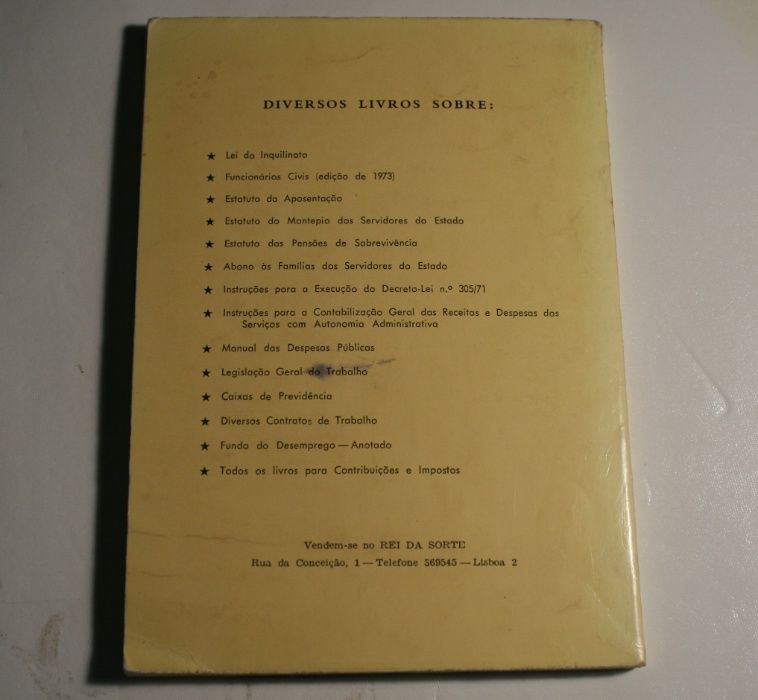 DIVERSOS LIVROS SOBRE:
★ Lei do Inquilinato
★ Funcionários Civis (edição de 1973)
★ Estatuto da Aposentação
★ Estatuto do Montepio dos Servidores do Estado
★ Estatuto das Pensões de Sobrevivência
★ Abono às Famílias dos Servidores do Estado
★ Instruções para a Execução do Decreto-Lei n.º 305/71
★ Instruções para a Contabilização Geral das Receitas e Despesas dos
Serviços com Autonomia Administrativa
★ Manual das Despesas Públicas
★ Legislação Geral do Trabalho
★ Caixas de Previdência
★ Diversos Contratos de Trabalho
★ Fundo do Desemprego — Anotado
★ Todos os livros para Contribuições e Impostos
Vendem-se no REI DA SORTE
Rua da Conceição, 1 — Telefone 369545 — Lisboa 2